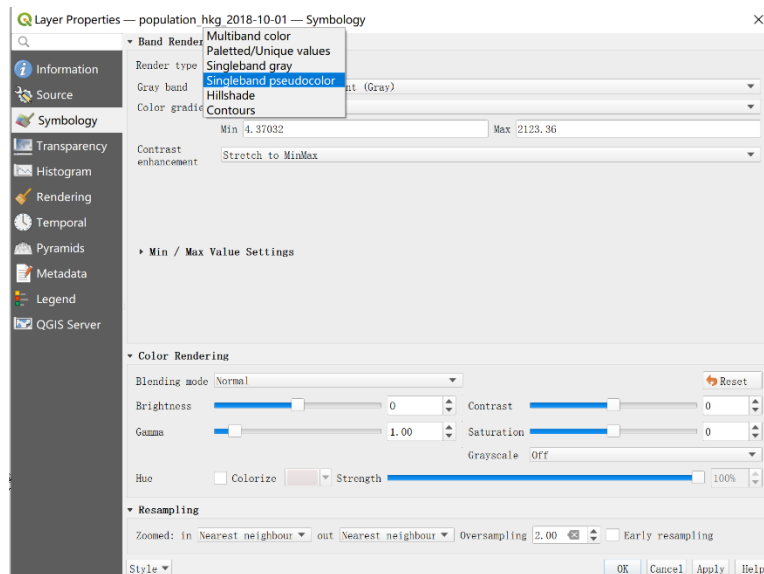 Layer Properties — population_hkg_2018-10-01 — Symbology
Information
Source
Symbology
Transparency
Histogram
Rendering
Temporal
Pyramids
Metadata
Legend
QGIS Server
Band Render
Render type
Multiband color
Paletted/Unique values
Singleband gray
Singleband pseudocolor
Hillshade
Contours
Gray band nt (Gray)
Color gradie
Min 4.37032 Max 2123.36
Contrast
enhancement
Stretch to MinMax
Min / Max Value Settings
Color Rendering
Blending mode Normal Reset
Brightness 0 Contrast 0
Gamma 1.00 Saturation 0
Grayscale Off
Hue Colorize Strength 100%
Resampling
Zoomed: in Nearest neighbour out Nearest neighbour Oversampling 2.00 Early resampling
Style OK Cancel Apply Help